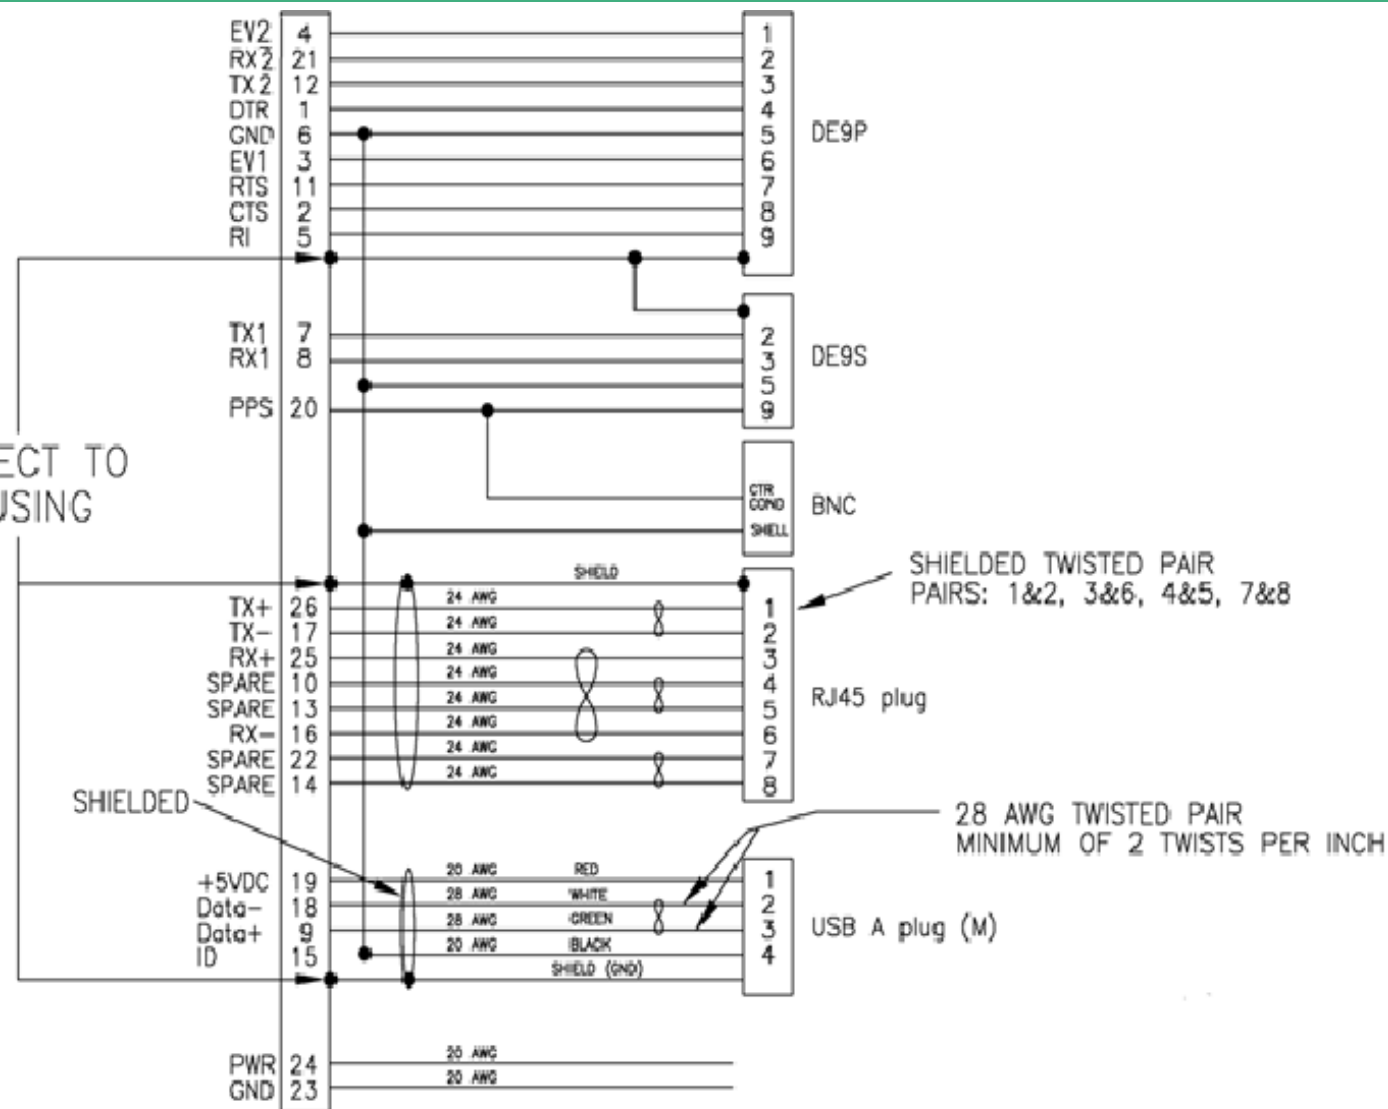 EV2 4 1
RX2 21 2
TX2 12 3
DTR 1 4
GND 6 5 DE9P
EV1 3 6
RTS 11 7
CTS 2 8
RI 5 9
TX1 7 2
RX1 8 3 DE9S
5
PPS 20 9
ECT TO
USING
CTR
COND BNC
SHELL
SHIELD
SHIELDED TWISTED PAIR
PAIRS: 1&2, 3&6, 4&5, 7&8
TX+ 26 24 AWG 1
TX- 17 24 AWG 2
RX+ 25 24 AWG 3
SPARE 10 24 AWG 4
SPARE 13 24 AWG 5 RJ45 plug
RX- 16 24 AWG 6
SPARE 22 24 AWG 7
SPARE 14 24 AWG 8
SHIELDED
28 AWG TWISTED PAIR
MINIMUM OF 2 TWISTS PER INCH
+5VDC 19 20 AWG RED 1
Data- 18 28 AWG WHITE 2
Data+ 9 28 AWG GREEN 3 USB A plug (M)
ID 15 20 AWG BLACK 4
SHIELD (GND)
PWR 24 20 AWG
GND 23 20 AWG